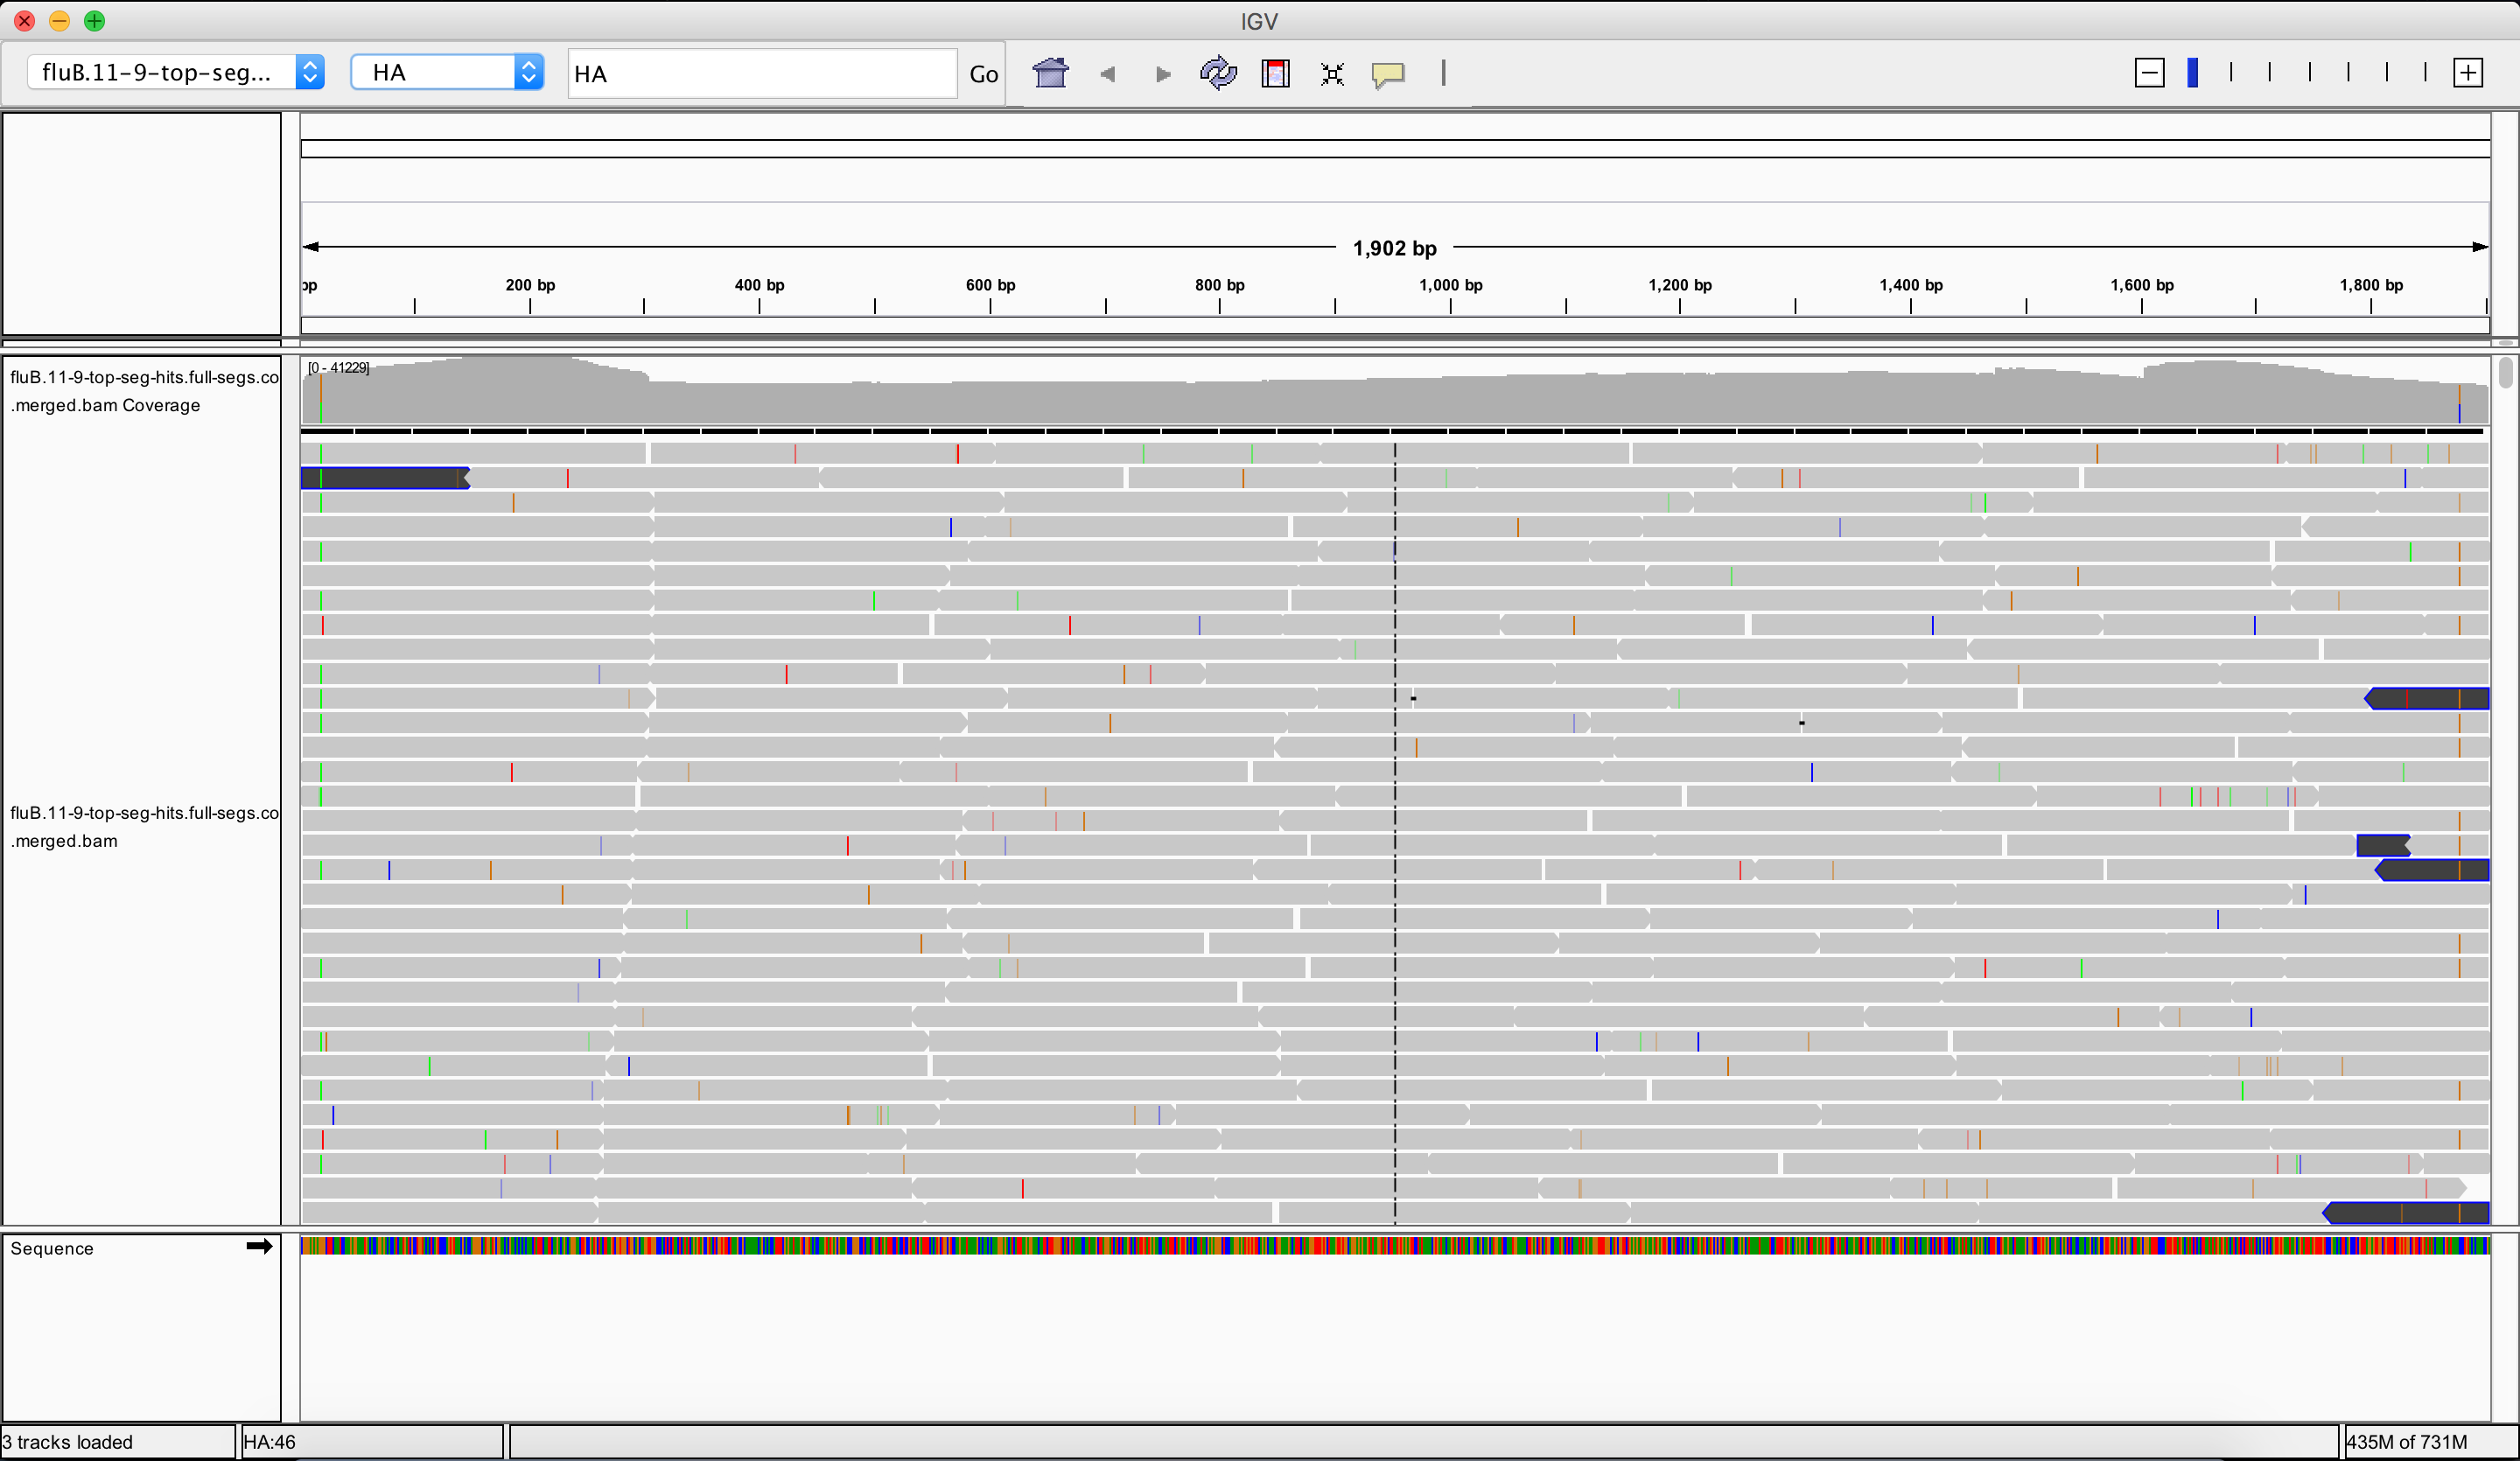 IGV
fluB.11-9-top-seg...
HA
HA
Go
1,902 bp
bp
200 bp
400 bp
600 bp
800 bp
1,000 bp
1,200 bp
1,400 bp
1,600 bp
1,800 bp
[0 - 41229]
fluB.11-9-top-seg-hits.full-segs.co
.merged.bam Coverage
fluB.11-9-top-seg-hits.full-segs.co
.merged.bam
Sequence
3 tracks loaded
HA:46
435M of 731M